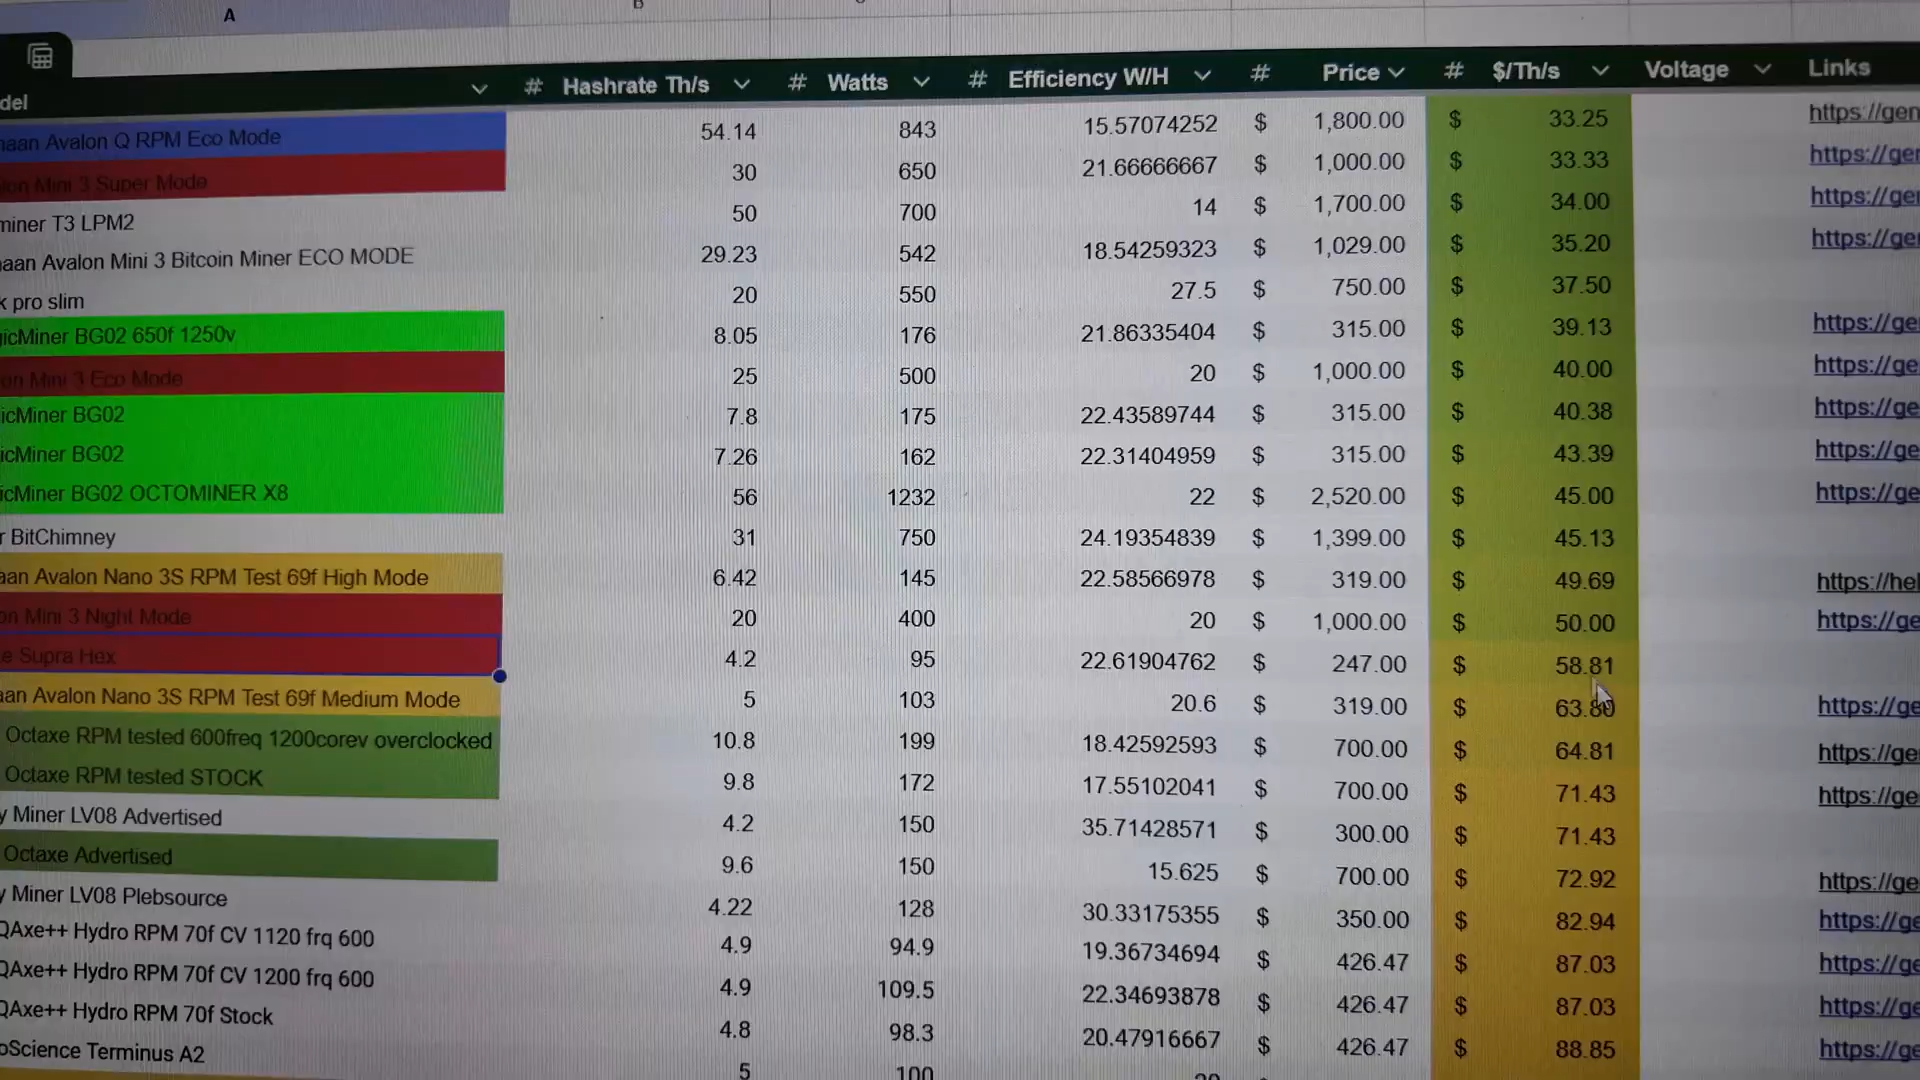 A B
del # Hashrate Th/s # Watts # Efficiency W/H # Price # $/Th/s Voltage Links
naan Avalon Q RPM Eco Mode 54.14 843 15.57074252 $ 1,800.00 $ 33.25 https://gen
lon Mini 3 Super Mode 30 650 21.66666667 $ 1,000.00 $ 33.33 https://ge
miner T3 LPM2 50 700 14 $ 1,700.00 $ 34.00 https://ge
naan Avalon Mini 3 Bitcoin Miner ECO MODE 29.23 542 18.54259323 $ 1,029.00 $ 35.20 https://ge
k pro slim 20 550 27.5 $ 750.00 $ 37.50
gicMiner BG02 650f 1250v 8.05 176 21.86335404 $ 315.00 $ 39.13 https://ge
on Mini 3 Eco Mode 25 500 20 $ 1,000.00 $ 40.00 https://ge
icMiner BG02 7.8 175 22.43589744 $ 315.00 $ 40.38 https://ge
icMiner BG02 7.26 162 22.31404959 $ 315.00 $ 43.39 https://ge
icMiner BG02 OCTOMINER X8 56 1232 22 $ 2,520.00 $ 45.00 https://ge
r BitChimney 31 750 24.19354839 $ 1,399.00 $ 45.13
aan Avalon Nano 3S RPM Test 69f High Mode 6.42 145 22.58566978 $ 319.00 $ 49.69 https://hel
on Mini 3 Night Mode 20 400 20 $ 1,000.00 $ 50.00 https://ge
e Supra Hex 4.2 95 22.61904762 $ 247.00 $ 58.81
aan Avalon Nano 3S RPM Test 69f Medium Mode 5 103 20.6 $ 319.00 $ 63.80 https://ge
Octaxe RPM tested 600freq 1200corev overclocked 10.8 199 18.42592593 $ 700.00 $ 64.81 https://ge
Octaxe RPM tested STOCK 9.8 172 17.55102041 $ 700.00 $ 71.43 https://ge
y Miner LV08 Advertised 4.2 150 35.71428571 $ 300.00 $ 71.43
Octaxe Advertised 9.6 150 15.625 $ 700.00 $ 72.92 https://ge
y Miner LV08 Plebsource 4.22 128 30.33175355 $ 350.00 $ 82.94 https://ge
QAxe++ Hydro RPM 70f CV 1120 frq 600 4.9 94.9 19.36734694 $ 426.47 $ 87.03 https://ge
QAxe++ Hydro RPM 70f CV 1200 frq 600 4.9 109.5 22.34693878 $ 426.47 $ 87.03 https://ge
QAxe++ Hydro RPM 70f Stock 4.8 98.3 20.47916667 $ 426.47 $ 88.85 https://ge
oScience Terminus A2 5 100 20